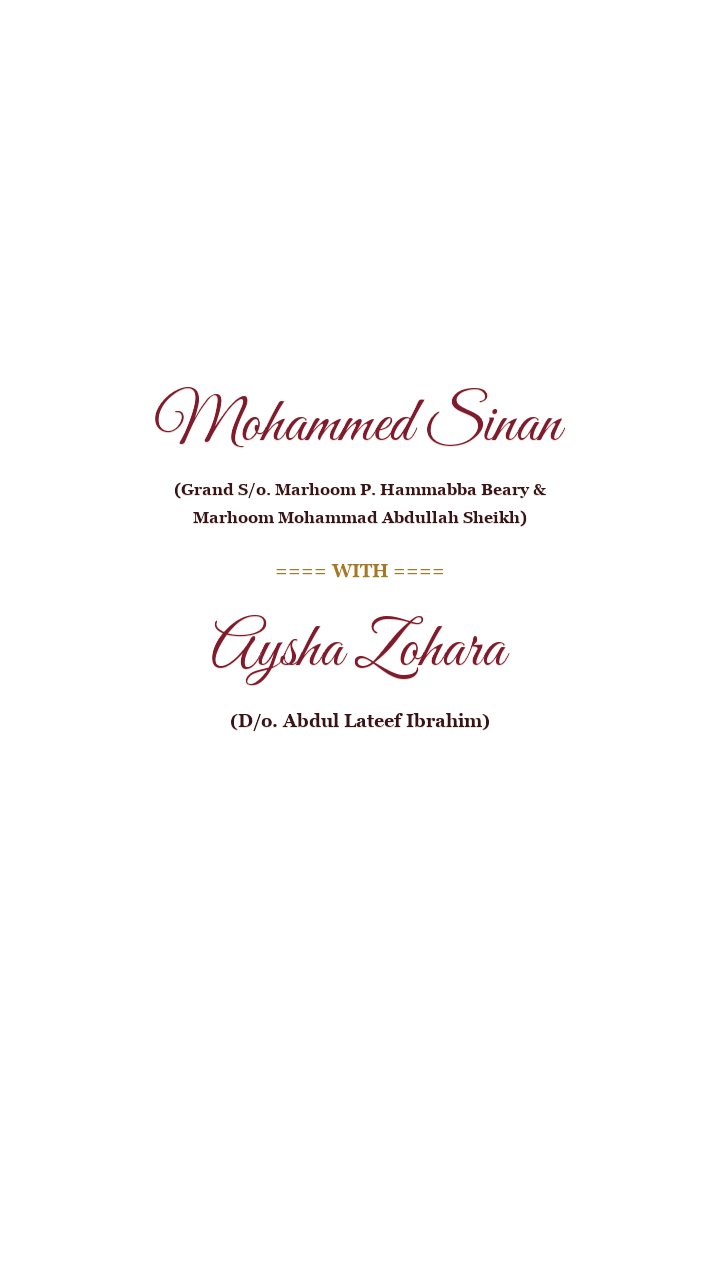 Mohammed Sinan
(Grand S/o. Marhoom P. Hammabba Beary &
Marhoom Mohammad Abdullah Sheikh)
==== WITH ====
Aysha Zohara
(D/o. Abdul Lateef Ibrahim)